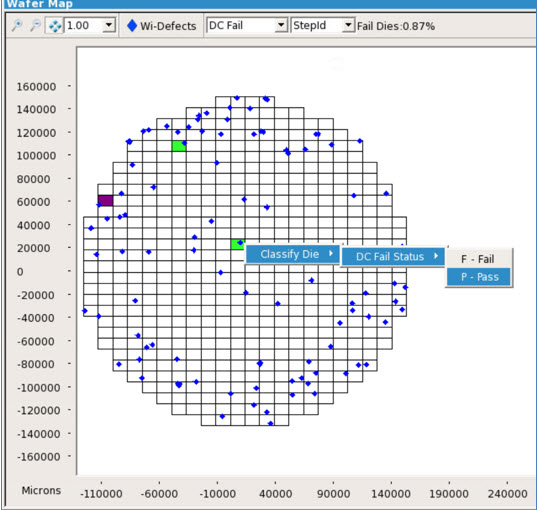 Wafer Map
1.00 Wi-Defects DC Fail StepId Fail Dies:0.87%
160000
140000
120000
100000
80000
60000
40000
20000
0
-20000
-40000
-60000
-80000
-100000
-120000
-140000
-160000
Classify Die
DC Fail Status
F - Fail
P - Pass
Microns -110000 -60000 -10000 40000 90000 140000 190000 240000